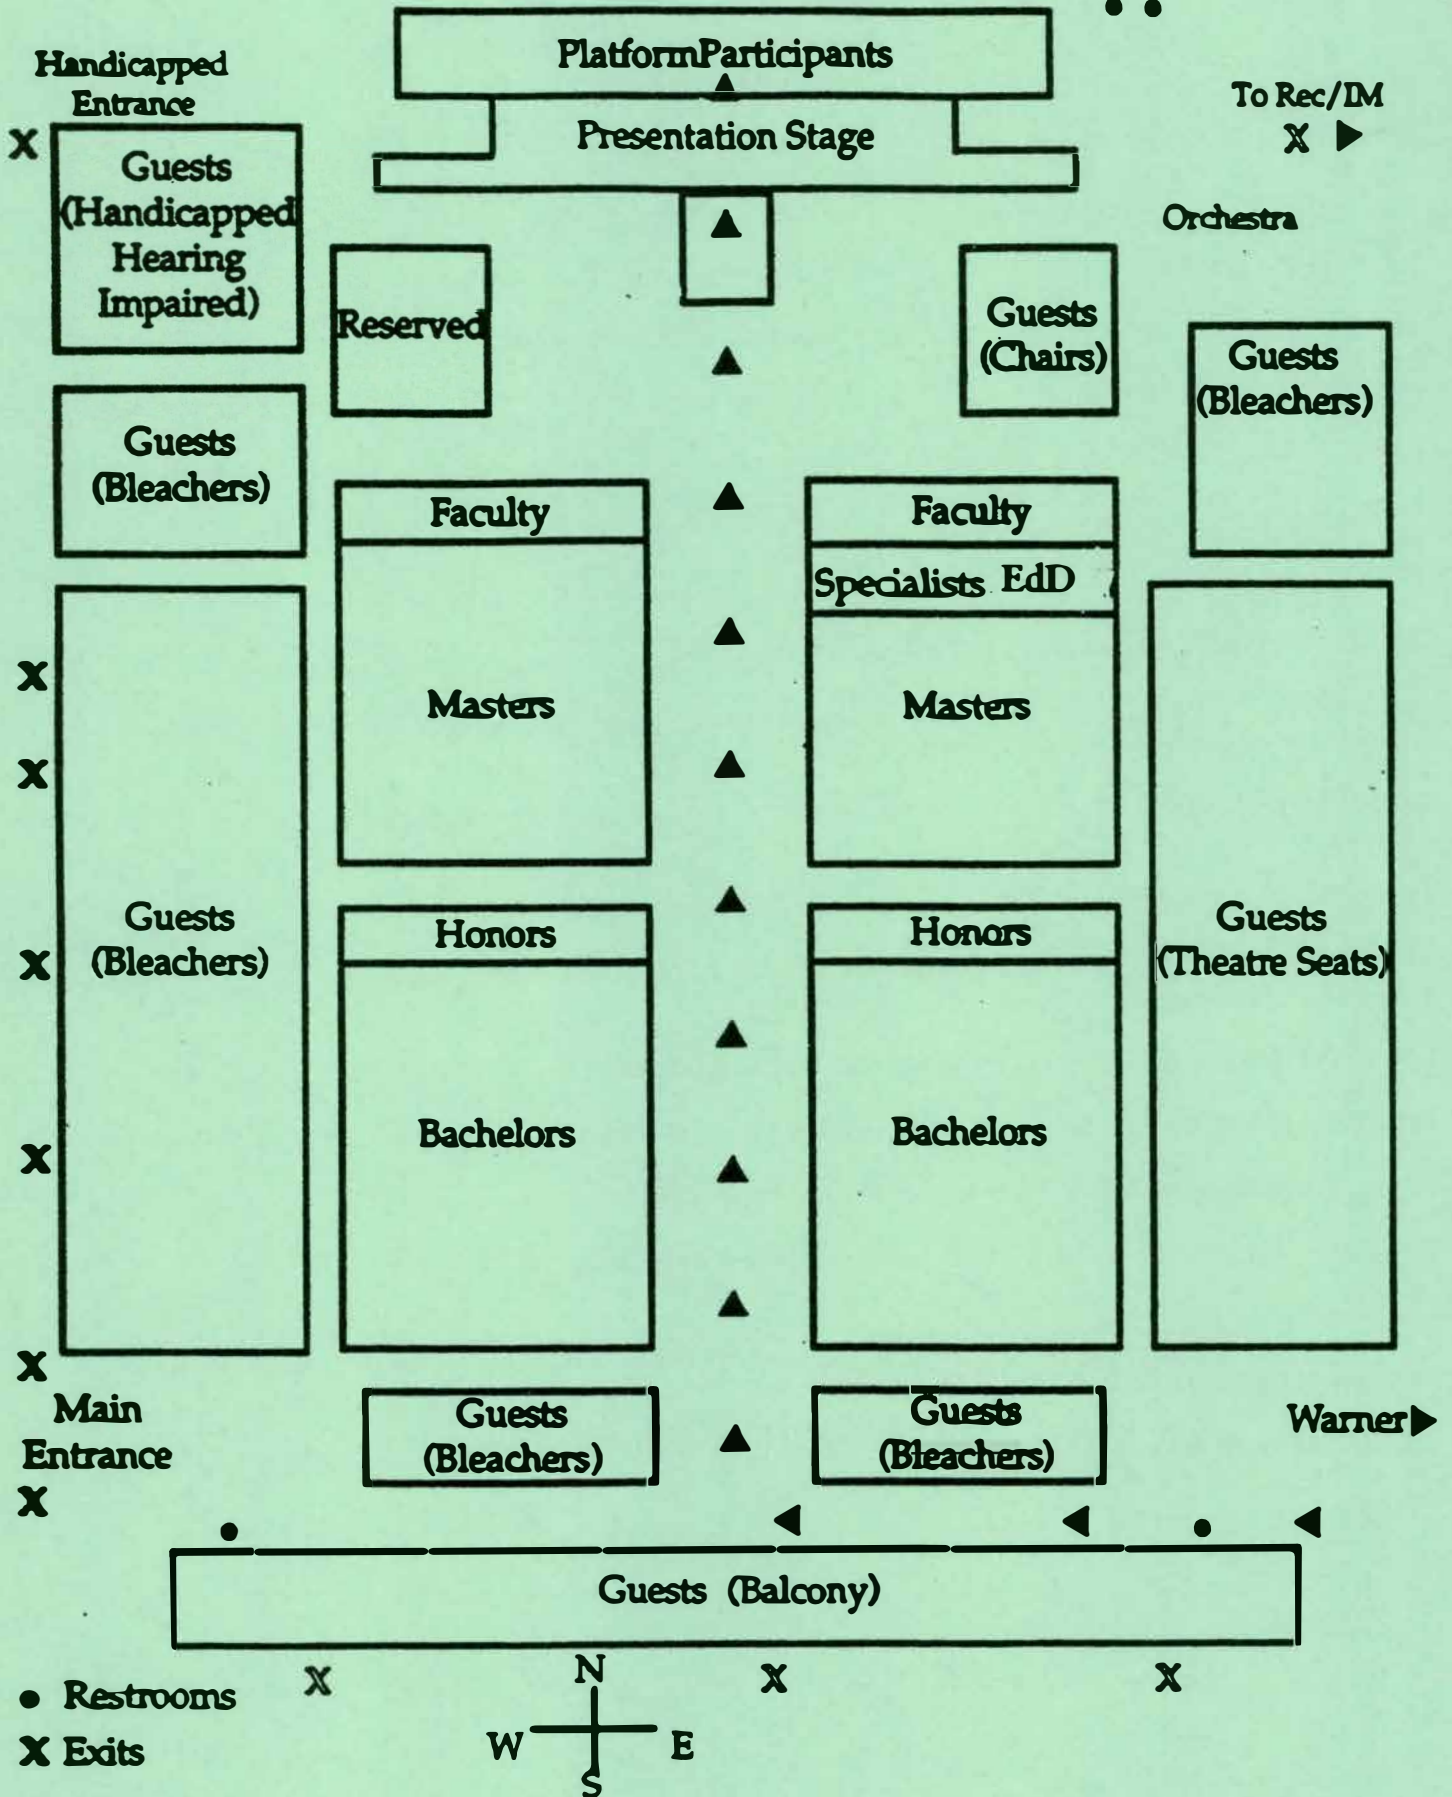 PlatformParticipants
Handicapped
Entrance
To Rec/IM
X
Presentation Stage
X
Guests
(Handicapped
Hearing
Impaired)
Orchestra
Reserved
Guests
(Chairs)
Guests
(Bleachers)
Guests
(Bleachers)
Faculty
Faculty
Specialists EdD
X
Masters
Masters
X
Guests
(Bleachers)
Honors
Honors
Guests
(Theatre Seats)
X
Bachelors
Bachelors
X
X
Main
Entrance
X
Guests
(Bleachers)
Guests
(Bleachers)
Warner
Guests (Balcony)
X
X
X
N
W E
S
Restrooms
X Exits